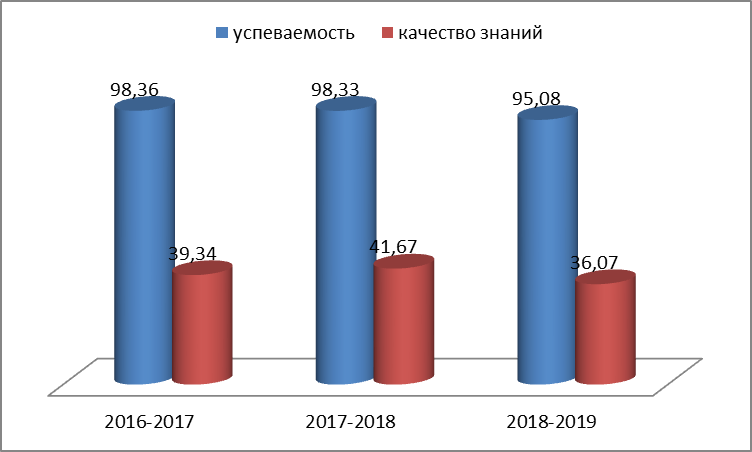 успеваемость качество знаний
98,36 98,33 95,08
39,34 41,67 36,07
2016-2017 2017-2018 2018-2019